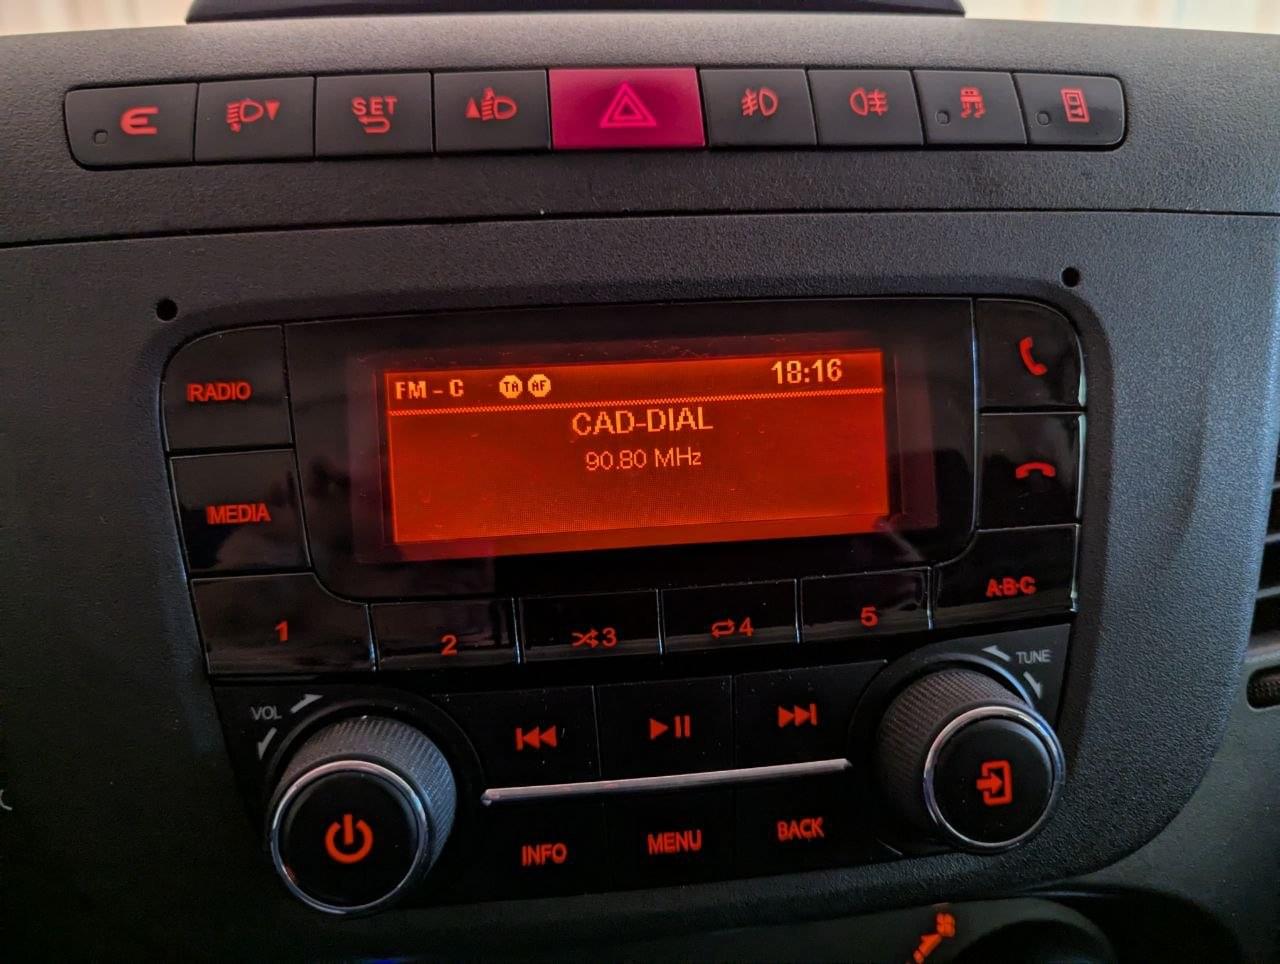 SET
RADIO
FM - C TA AF 18:16
CAD-DIAL
90.80 MHz
MEDIA
A-B-C
1 2 3 4 5
VOL
TUNE
INFO MENU BACK